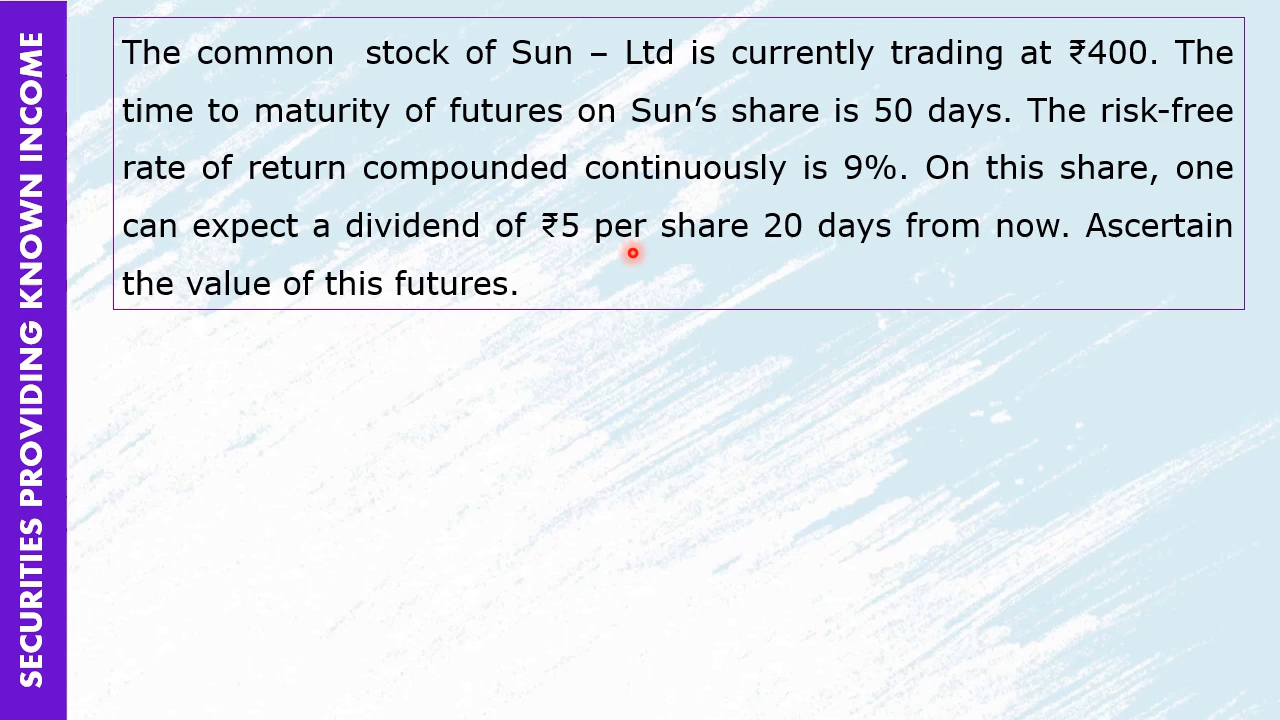 SECURITIES PROVIDING KNOWN INCOME
The common stock of Sun – Ltd is currently trading at ₹400. The
time to maturity of futures on Sun’s share is 50 days. The risk-free
rate of return compounded continuously is 9%. On this share, one
can expect a dividend of ₹5 per share 20 days from now. Ascertain
the value of this futures.